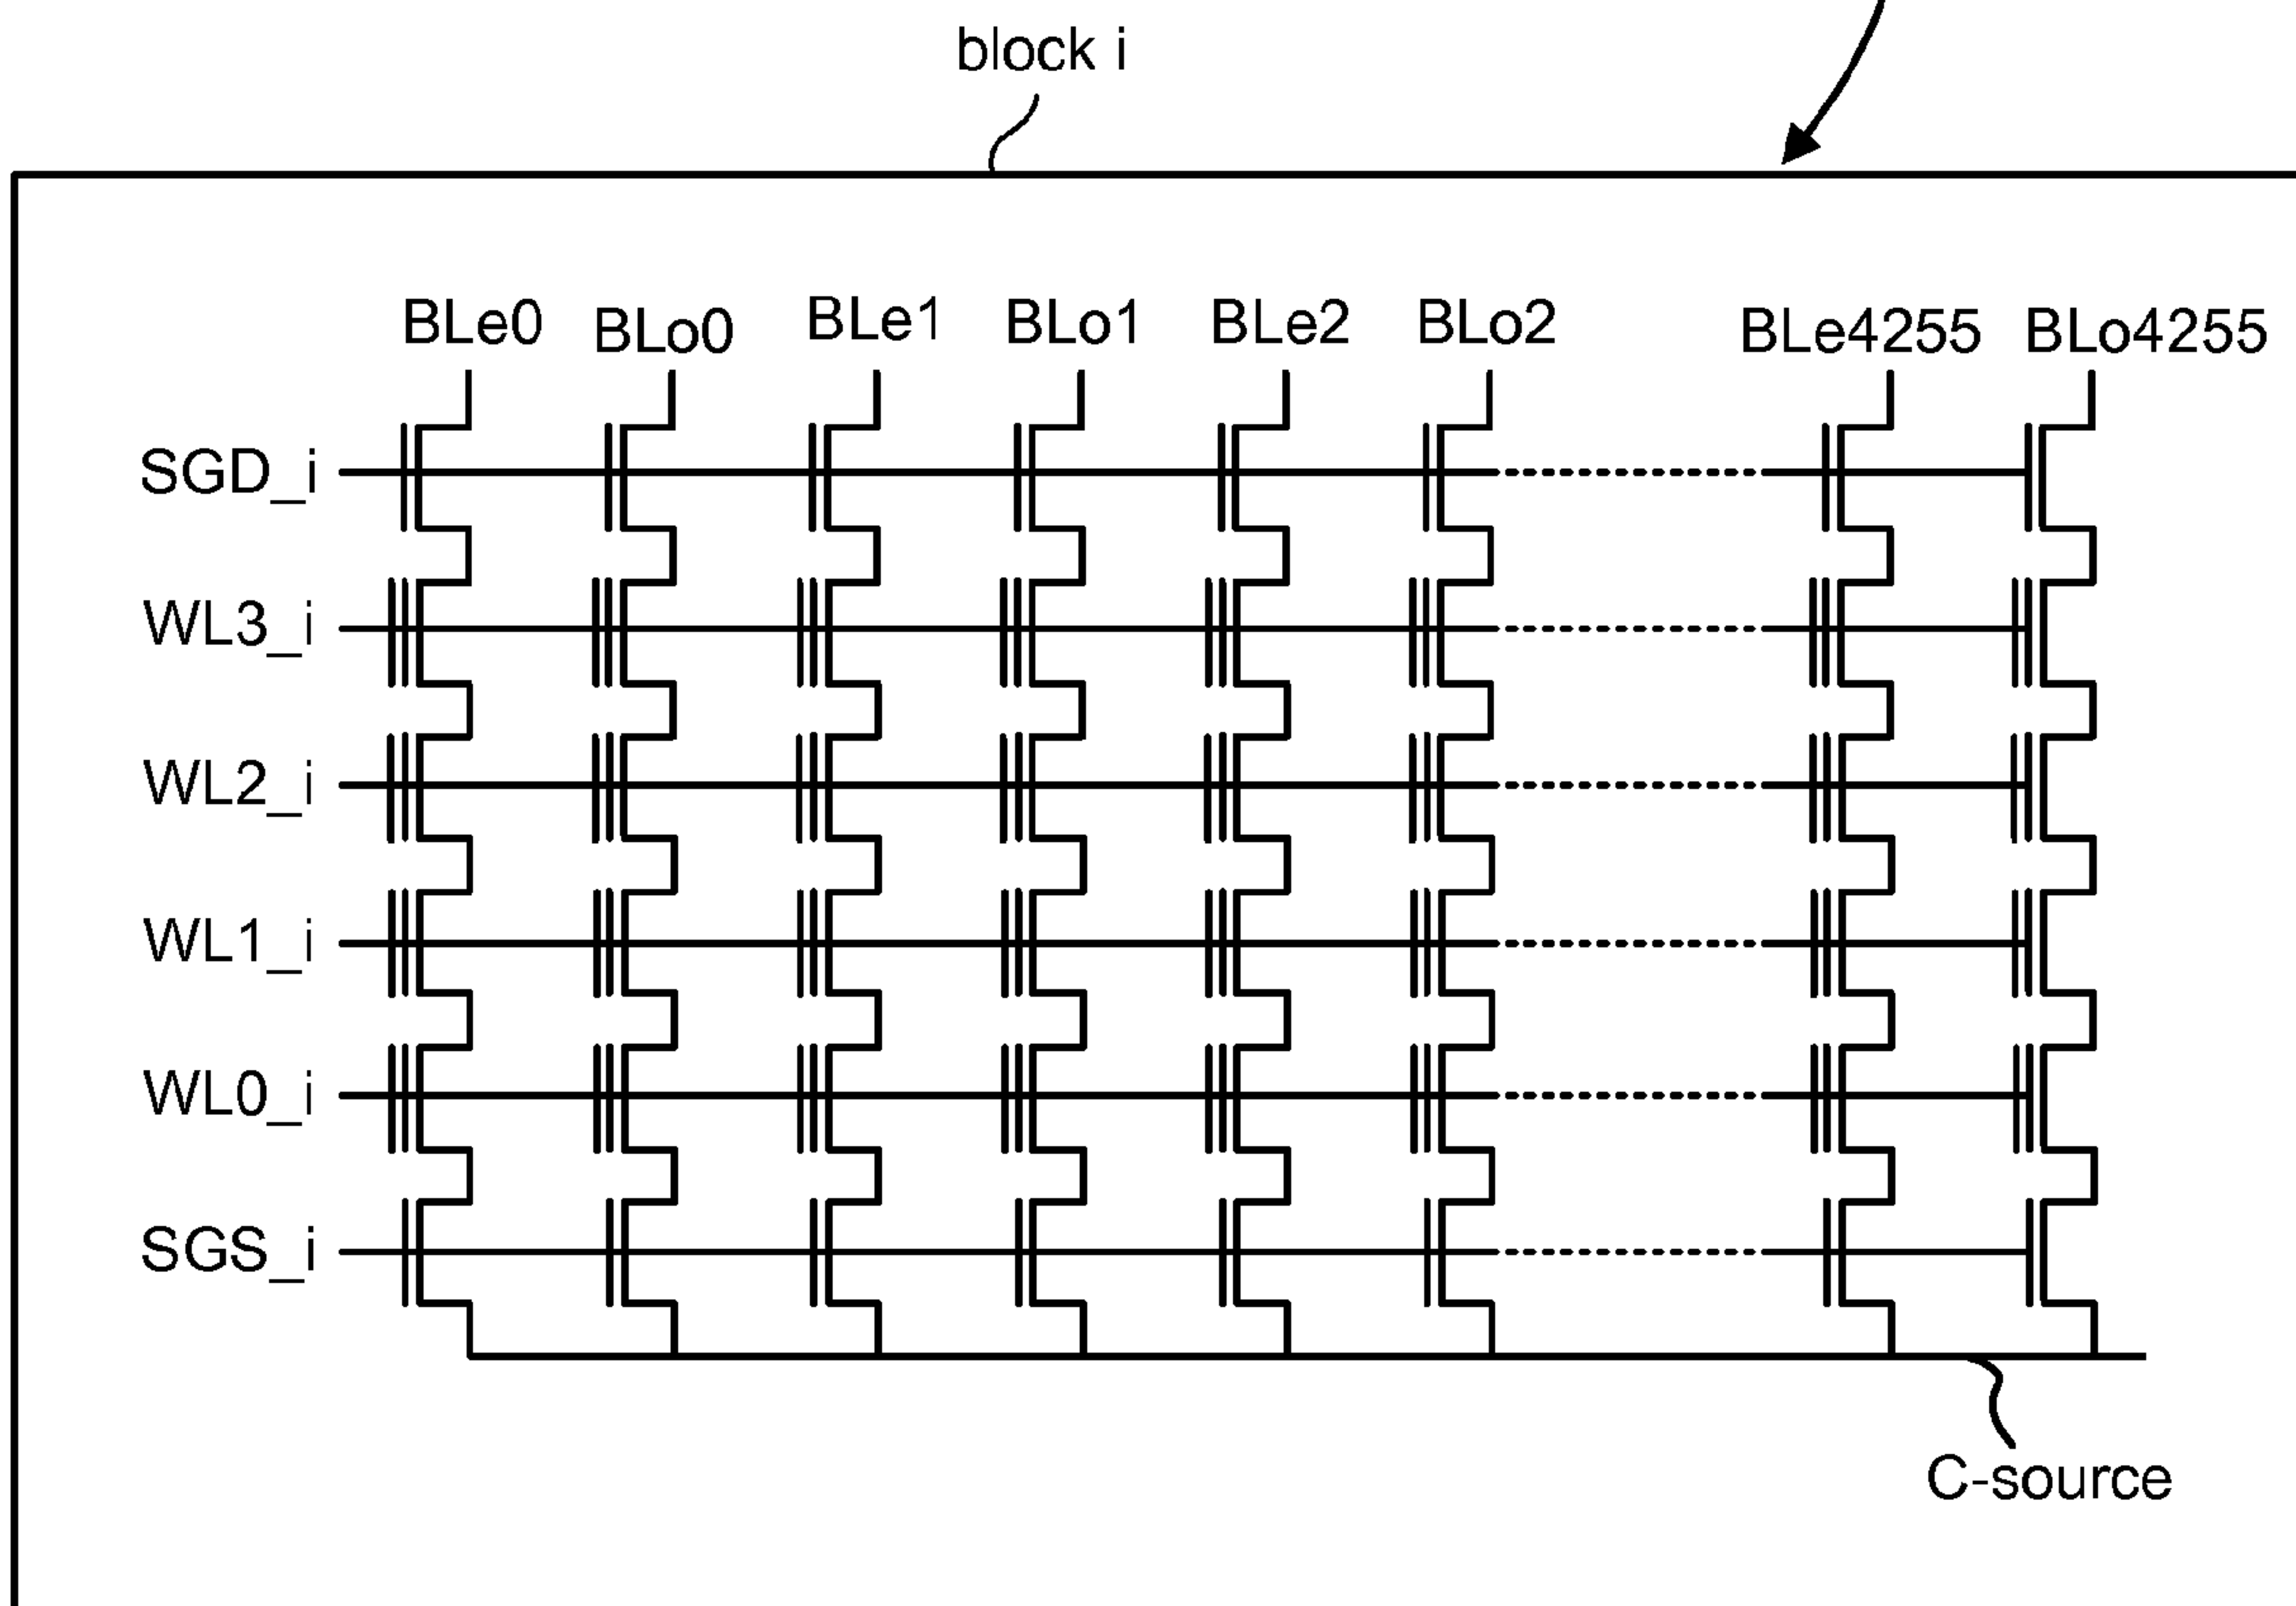 block i
BLe0 BLo0 BLe1 BLo1 BLe2 BLo2 BLe4255 BLo4255
SGD_i
WL3_i
WL2_i
WL1_i
WL0_i
SGS_i
C-source